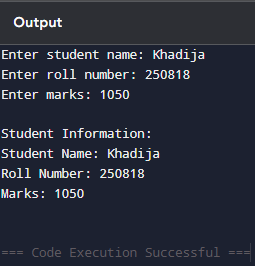 Output
Enter student name: Khadija
Enter roll number: 250818
Enter marks: 1050
Student Information:
Student Name: Khadija
Roll Number: 250818
Marks: 1050
=== Code Execution Successful ===